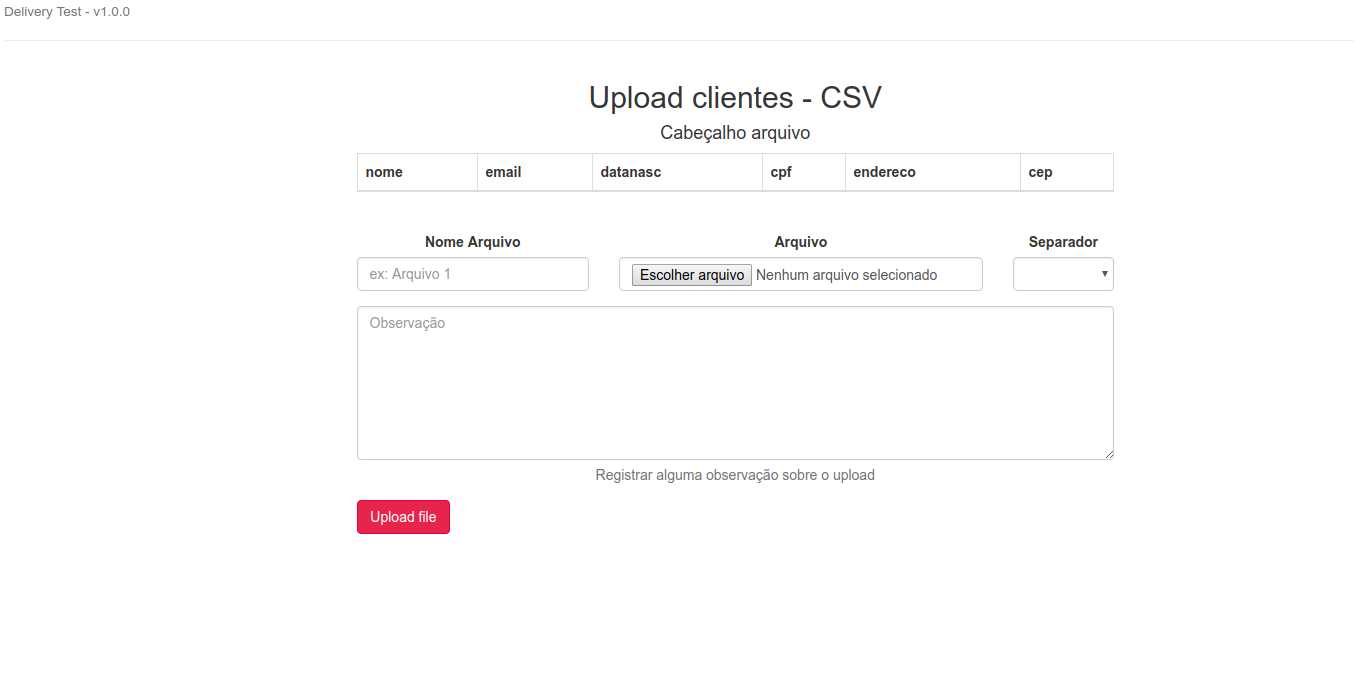 Delivery Test - v1.0.0
Upload clientes - CSV
Cabeçalho arquivo
nome email datanasc cpf endereco cep
Nome Arquivo Arquivo Separador
ex: Arquivo 1 Escolher arquivo Nenhum arquivo selecionado
Observação
Registrar alguma observação sobre o upload
Upload file